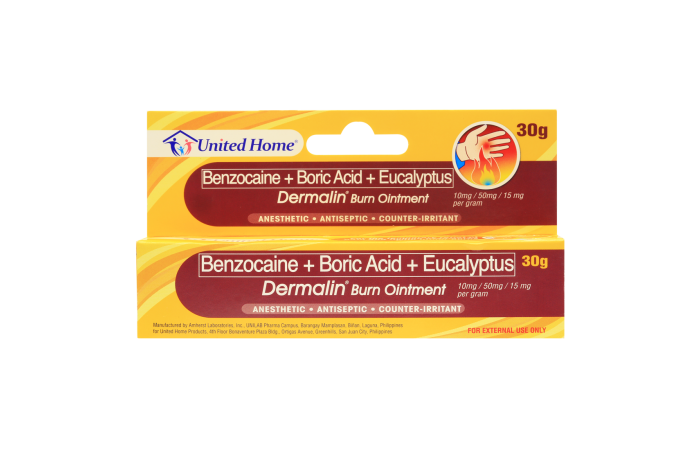 30g
United Home®
Benzocaine + Boric Acid + Eucalyptus
Dermalin® Burn Ointment
10mg / 50mg / 15 mg
per gram
ANESTHETIC • ANTISEPTIC • COUNTER-IRRITANT
Benzocaine + Boric Acid + Eucalyptus 30g
Dermalin® Burn Ointment
10mg / 50mg / 15 mg
per gram
ANESTHETIC • ANTISEPTIC • COUNTER-IRRITANT
Manufactured by Amherst Laboratories, Inc., UNILAB Pharma Campus, Barangay Mamplasan, Biñan, Laguna, Philippines
for United Home Products, 4th Floor Bonaventure Plaza Bldg., Ortigas Avenue, Greenhills, San Juan City, Philippines
FOR EXTERNAL USE ONLY